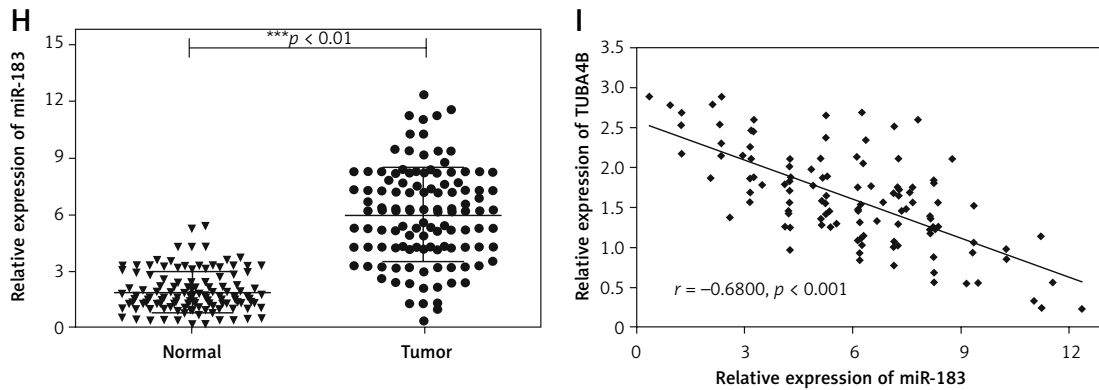 H
Relative expression of miR-183
15
12
9
6
3
0
***p < 0.01
Normal
Tumor
I
Relative expression of TUBA4B
3.5
3.0
2.5
2.0
1.5
1.0
0.5
0
r = –0.6800, p < 0.001
0
3
6
9
12
Relative expression of miR-183